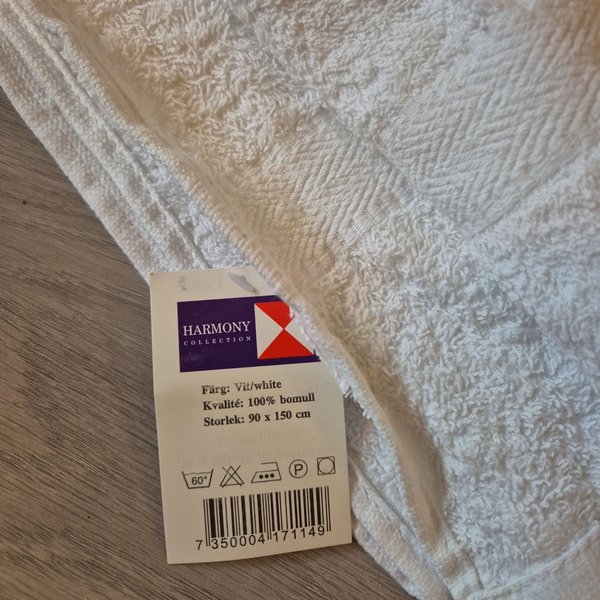 HARMONY
COLLECTION
Färg: Vit/white
Kvalité: 100% bomull
Storlek: 90 x 150 cm
60° P
7 350004 171149